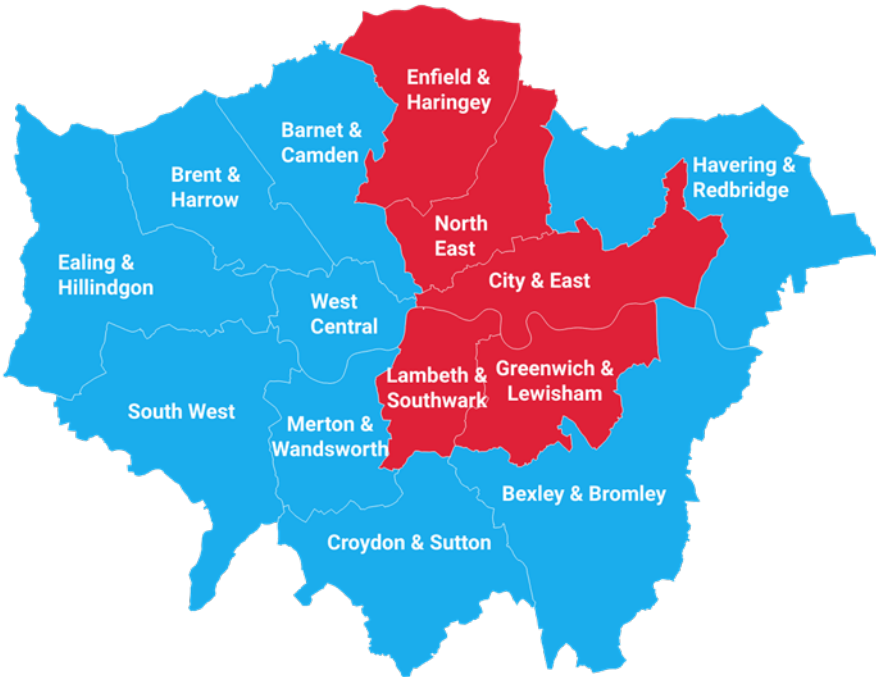 Enfield &
Haringey
Barnet &
Camden
Havering &
Redbridge
Brent &
Harrow
North
East
Ealing &
Hillindgon
City & East
West
Central
Lambeth &
Southwark
Greenwich &
Lewisham
South West
Merton &
Wandsworth
Bexley & Bromley
Croydon & Sutton